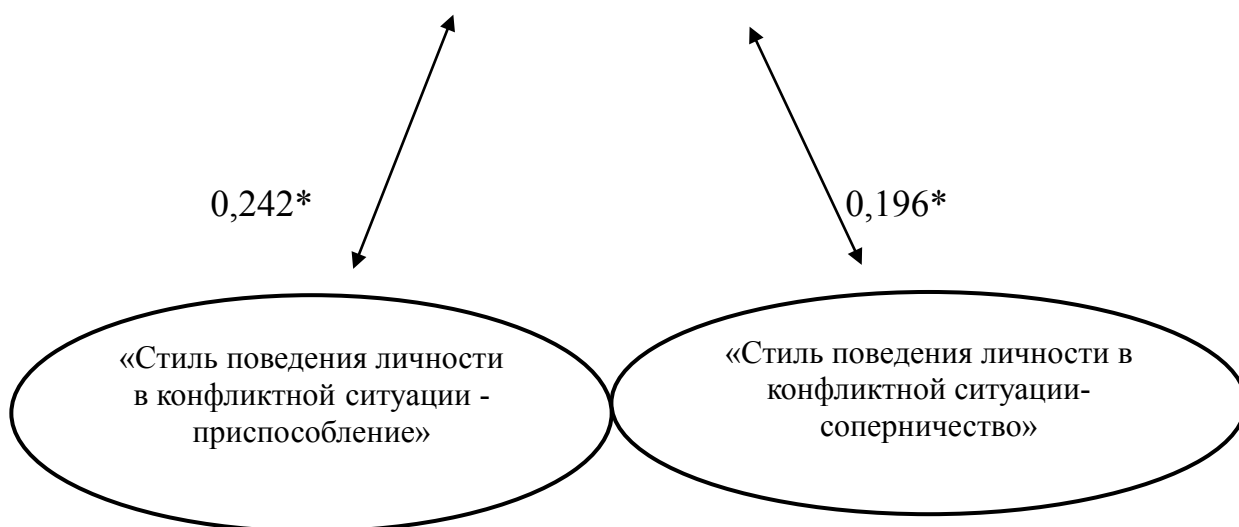 0,242*
0,196*
«Стиль поведения личности
в конфликтной ситуации -
приспособление»
«Стиль поведения личности в
конфликтной ситуации-
соперничество»